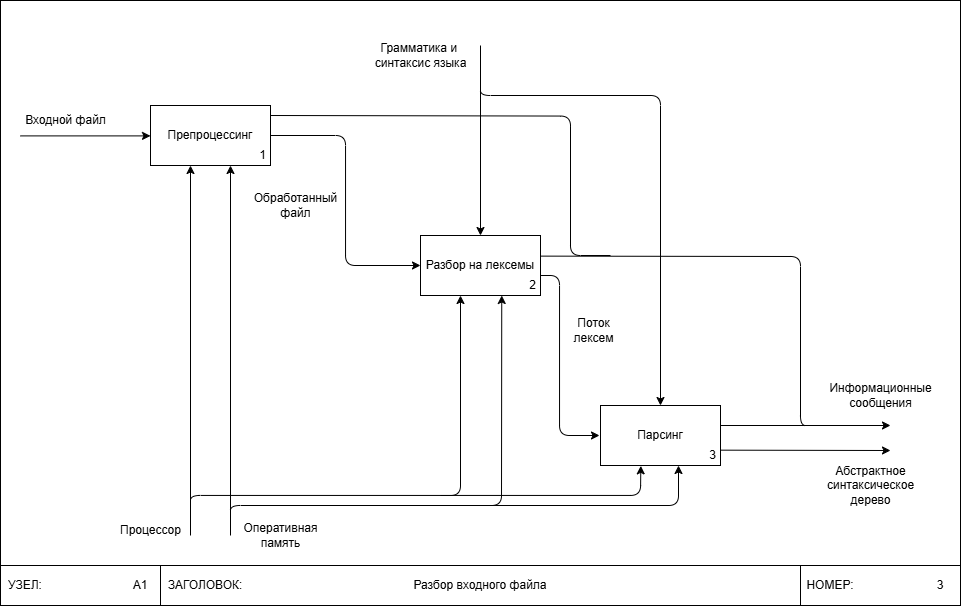 Грамматика и
синтаксис языка
Входной файл
Препроцессинг
1
Обработанный
файл
Разбор на лексемы
2
Поток
лексем
Информационные
сообщения
Парсинг
3
Абстрактное
синтаксическое
дерево
Процессор
Оперативная
память
УЗЕЛ:
A1
ЗАГОЛОВОК:
Разбор входного файла
НОМЕР:
3